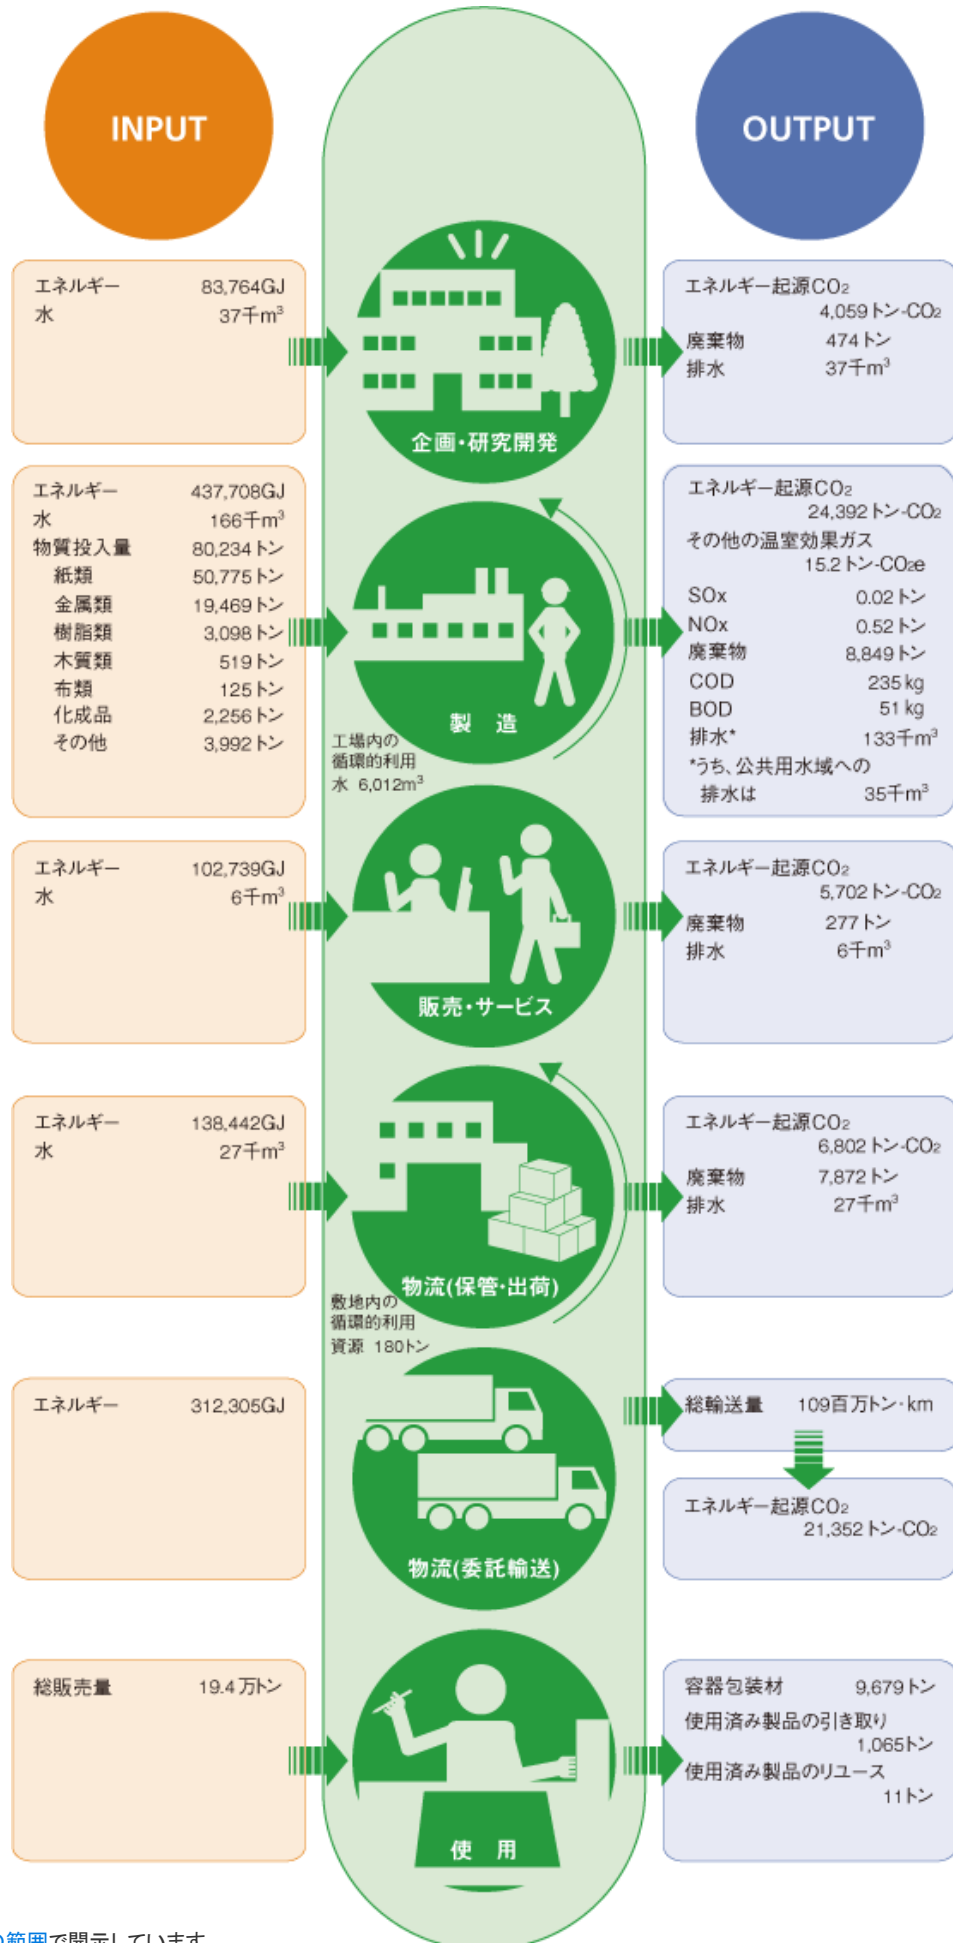 INPUT
OUTPUT
エネルギー 83,764GJ
水 37千m³
企画・研究開発
エネルギー起源CO₂
4,059トン-CO₂
廃棄物 474トン
排水 37千m³
エネルギー 437,708GJ
水 166千m³
物質投入量 80,234トン
紙類 50,775トン
金属類 19,469トン
樹脂類 3,098トン
木質類 519トン
布類 125トン
化成品 2,256トン
その他 3,992トン
製 造
工場内の
循環的利用
水 6,012m³
エネルギー起源CO₂
24,392トン-CO₂
その他の温室効果ガス
15.2トン-CO₂e
SOx 0.02トン
NOx 0.52トン
廃棄物 8,849トン
COD 235kg
BOD 51kg
排水* 133千m³
*うち、公共用水域への
排水は 35千m³
エネルギー 102,739GJ
水 6千m³
販売・サービス
エネルギー起源CO₂
5,702トン-CO₂
廃棄物 277トン
排水 6千m³
エネルギー 138,442GJ
水 27千m³
物流(保管・出荷)
敷地内の
循環的利用
資源 180トン
エネルギー起源CO₂
6,802トン-CO₂
廃棄物 7,872トン
排水 27千m³
エネルギー 312,305GJ
物流(委託輸送)
総輸送量 109百万トン・km
エネルギー起源CO₂
21,352トン-CO₂
総販売量 19.4万トン
使 用
容器包装材 9,679トン
使用済み製品の引き取り
1,065トン
使用済み製品のリユース
11トン
範囲で開示しています